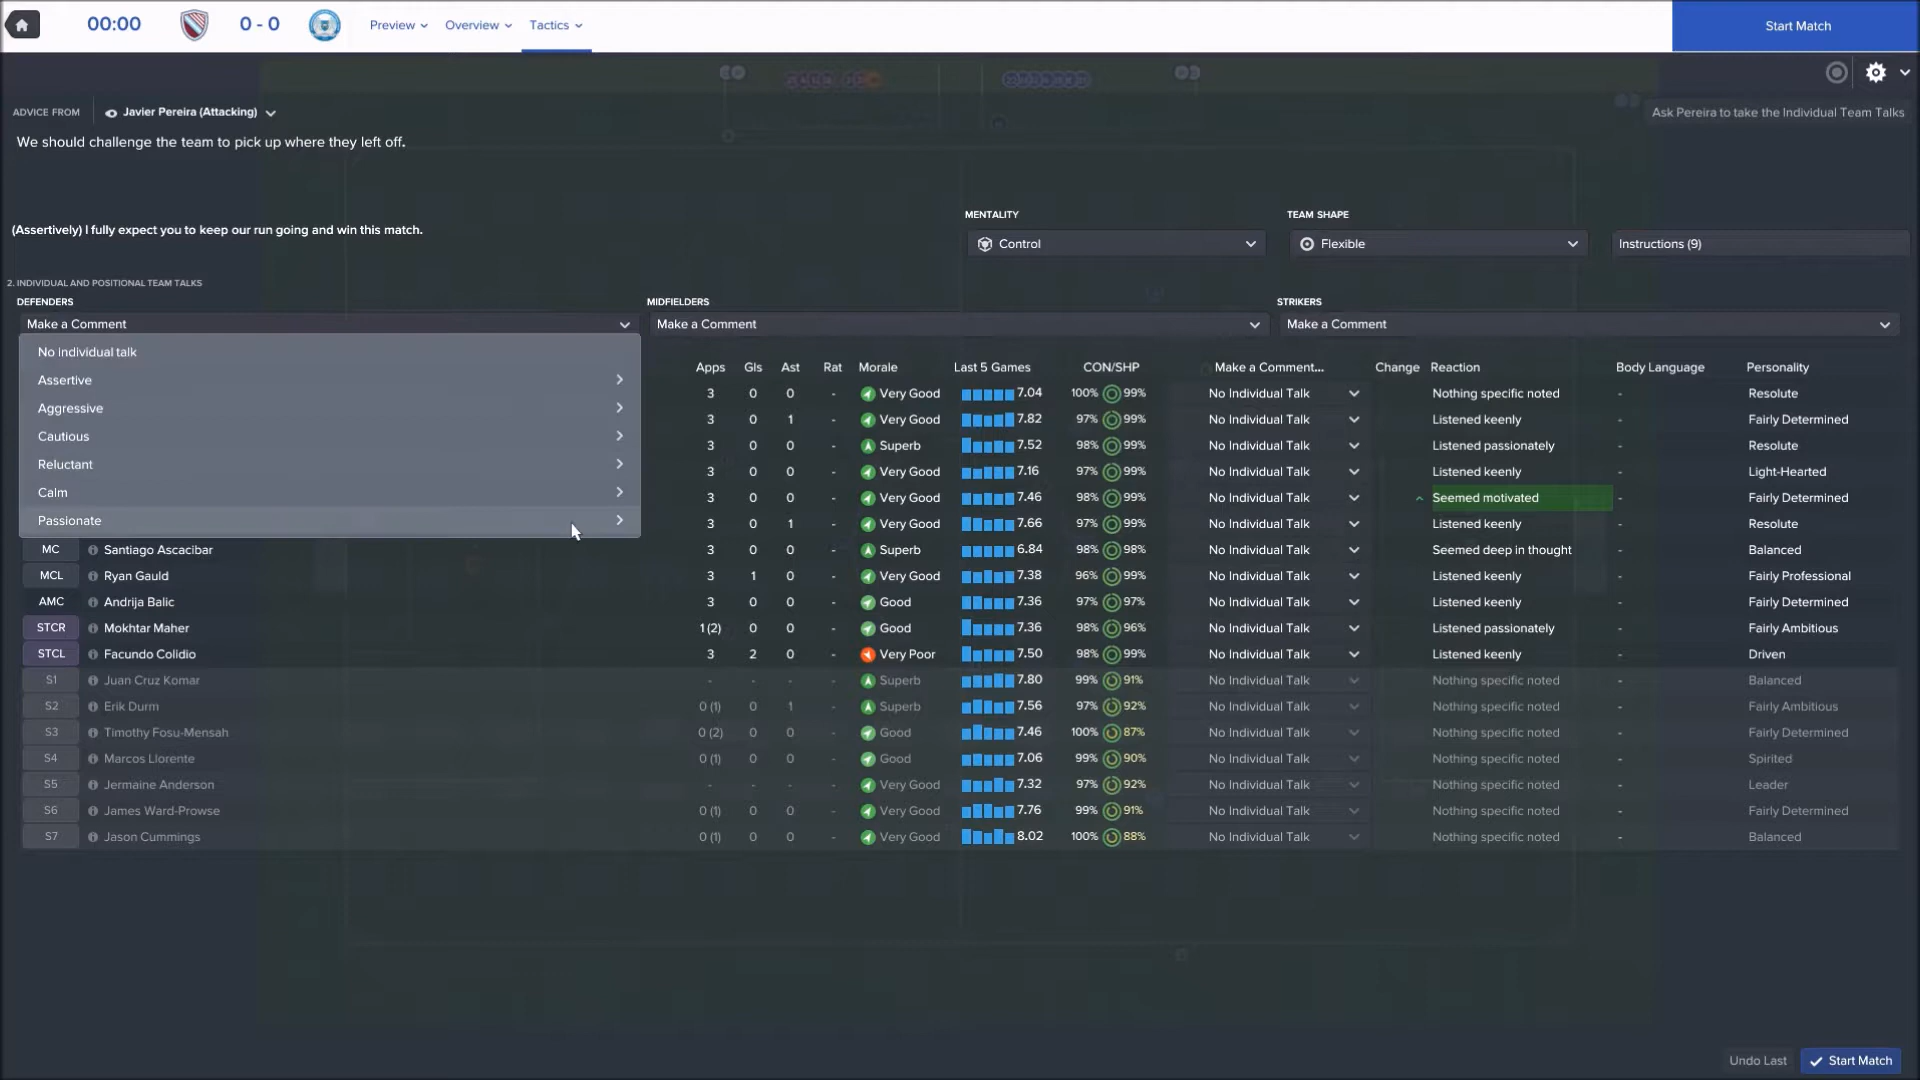 00:00 0 - 0 Preview Overview Tactics Start Match
ADVICE FROM Javier Pereira (Attacking) Ask Pereira to take the Individual Team Talks
We should challenge the team to pick up where they left off.
MENTALITY TEAM SHAPE
(Assertively) I fully expect you to keep our run going and win this match. Control Flexible Instructions (9)
2. INDIVIDUAL AND POSITIONAL TEAM TALKS
DEFENDERS MIDFIELDERS STRIKERS
Make a Comment Make a Comment Make a Comment
No individual talk
Assertive
Aggressive
Cautious
Reluctant
Calm
Passionate
Apps Gls Ast Rat Morale Last 5 Games CON/SHP Make a Comment... Change Reaction Body Language Personality
3 0 0 - Very Good 7.04 100% 99% No Individual Talk Nothing specific noted - Resolute
3 0 1 - Very Good 7.82 97% 99% No Individual Talk Listened keenly - Fairly Determined
3 0 0 - Superb 7.52 98% 99% No Individual Talk Listened passionately - Resolute
3 0 0 - Very Good 7.16 97% 99% No Individual Talk Listened keenly - Light-Hearted
3 0 0 - Very Good 7.46 98% 99% No Individual Talk Seemed motivated - Fairly Determined
3 0 1 - Very Good 7.66 97% 99% No Individual Talk Listened keenly - Resolute
MC Santiago Ascacibar 3 0 0 - Superb 6.84 98% 98% No Individual Talk Seemed deep in thought - Balanced
MCL Ryan Gauld 3 1 0 - Very Good 7.38 96% 99% No Individual Talk Listened keenly - Fairly Professional
AMC Andrija Balic 3 0 0 - Good 7.36 97% 97% No Individual Talk Listened keenly - Fairly Determined
STCR Mokhtar Maher 1 (2) 0 0 - Good 7.36 98% 96% No Individual Talk Listened passionately - Fairly Ambitious
STCL Facundo Colidio 3 2 0 - Very Poor 7.50 98% 99% No Individual Talk Listened keenly - Driven
S1 Juan Cruz Komar - - - - Superb 7.80 99% 91% No Individual Talk Nothing specific noted - Balanced
S2 Erik Durm 0 (1) 0 1 - Superb 7.56 97% 92% No Individual Talk Nothing specific noted - Fairly Ambitious
S3 Timothy Fosu-Mensah 0 (2) 0 0 - Good 7.46 100% 87% No Individual Talk Nothing specific noted - Fairly Determined
S4 Marcos Llorente 0 (1) 0 0 - Good 7.06 99% 90% No Individual Talk Nothing specific noted - Spirited
S5 Jermaine Anderson - - - - Very Good 7.32 97% 92% No Individual Talk Nothing specific noted - Leader
S6 James Ward-Prowse 0 (1) 0 0 - Very Good 7.76 99% 91% No Individual Talk Nothing specific noted - Fairly Determined
S7 Jason Cummings 0 (1) 0 0 - Very Good 8.02 100% 88% No Individual Talk Nothing specific noted - Balanced
Undo Last Start Match